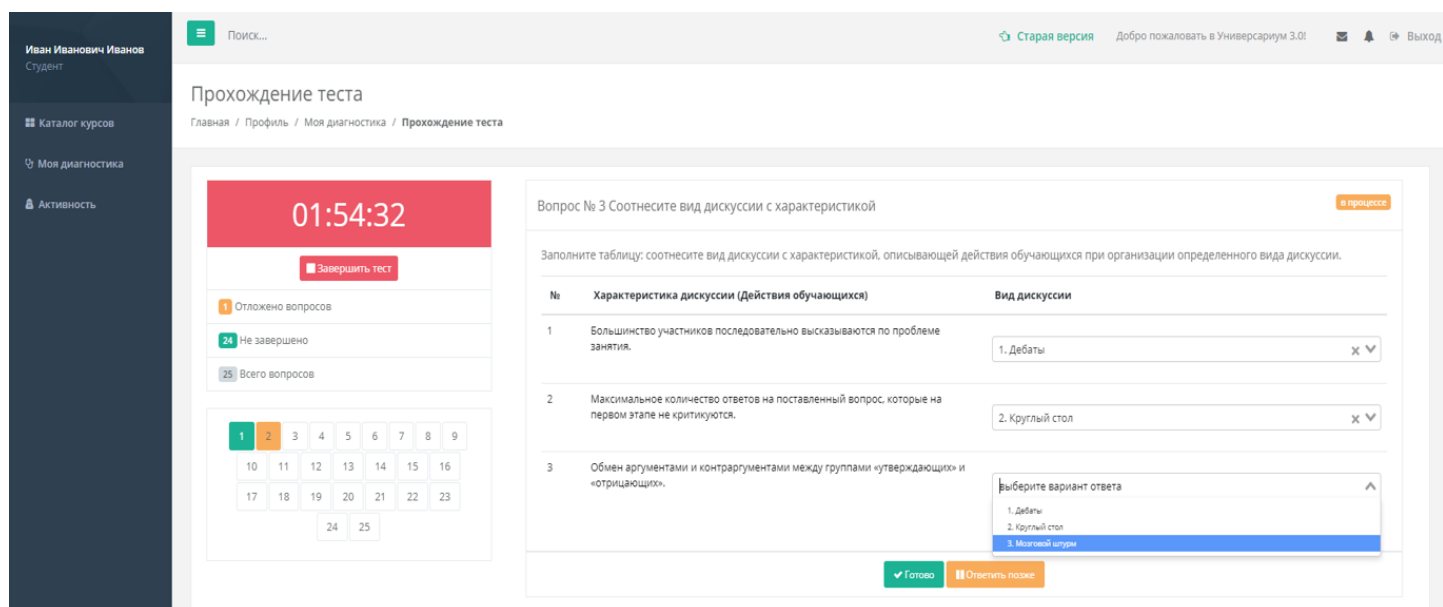 Иван Иванович Иванов
Студент
Каталог курсов
Моя диагностика
Активность
Поиск...
Старая версия
Добро пожаловать в Универсариум 3.0!
Выход
Прохождение теста
Главная / Профиль / Моя диагностика / Прохождение теста
01:54:32
Завершить тест
1 Отложено вопросов
24 Не завершено
25 Всего вопросов
1 2 3 4 5 6 7 8 9
10 11 12 13 14 15 16
17 18 19 20 21 22 23
24 25
Вопрос № 3 Соотнесите вид дискуссии с характеристикой
в процессе
Заполните таблицу: соотнесите вид дискуссии с характеристикой, описывающей действия обучающихся при организации определенного вида дискуссии.
№ Характеристика дискуссии (Действия обучающихся) Вид дискуссии
1 Большинство участников последовательно высказываются по проблеме
занятия.
1. Дебаты
2 Максимальное количество ответов на поставленный вопрос, которые на
первом этапе не критикуются.
2. Круглый стол
3 Обмен аргументами и контраргументами между группами «утверждающих» и
«отрицающих».
выберите вариант ответа
1. Дебаты
2. Круглый стол
3. Мозговой штурм
Готово
Ответить позже